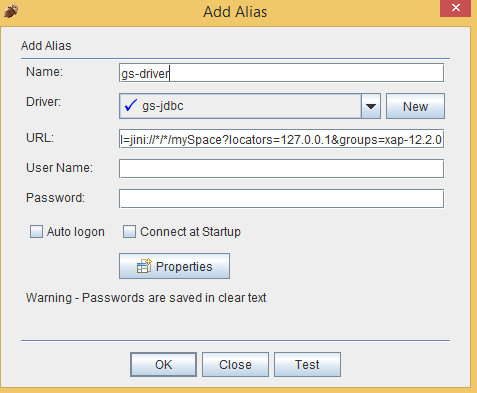 Add Alias
Add Alias
Name: gs-driver
Driver: gs-jdbc New
URL: l=jini://*/*/mySpace?locators=127.0.0.1&groups=xap-12.2.0
User Name:
Password:
Auto logon Connect at Startup
Properties
Warning - Passwords are saved in clear text
OK Close Test